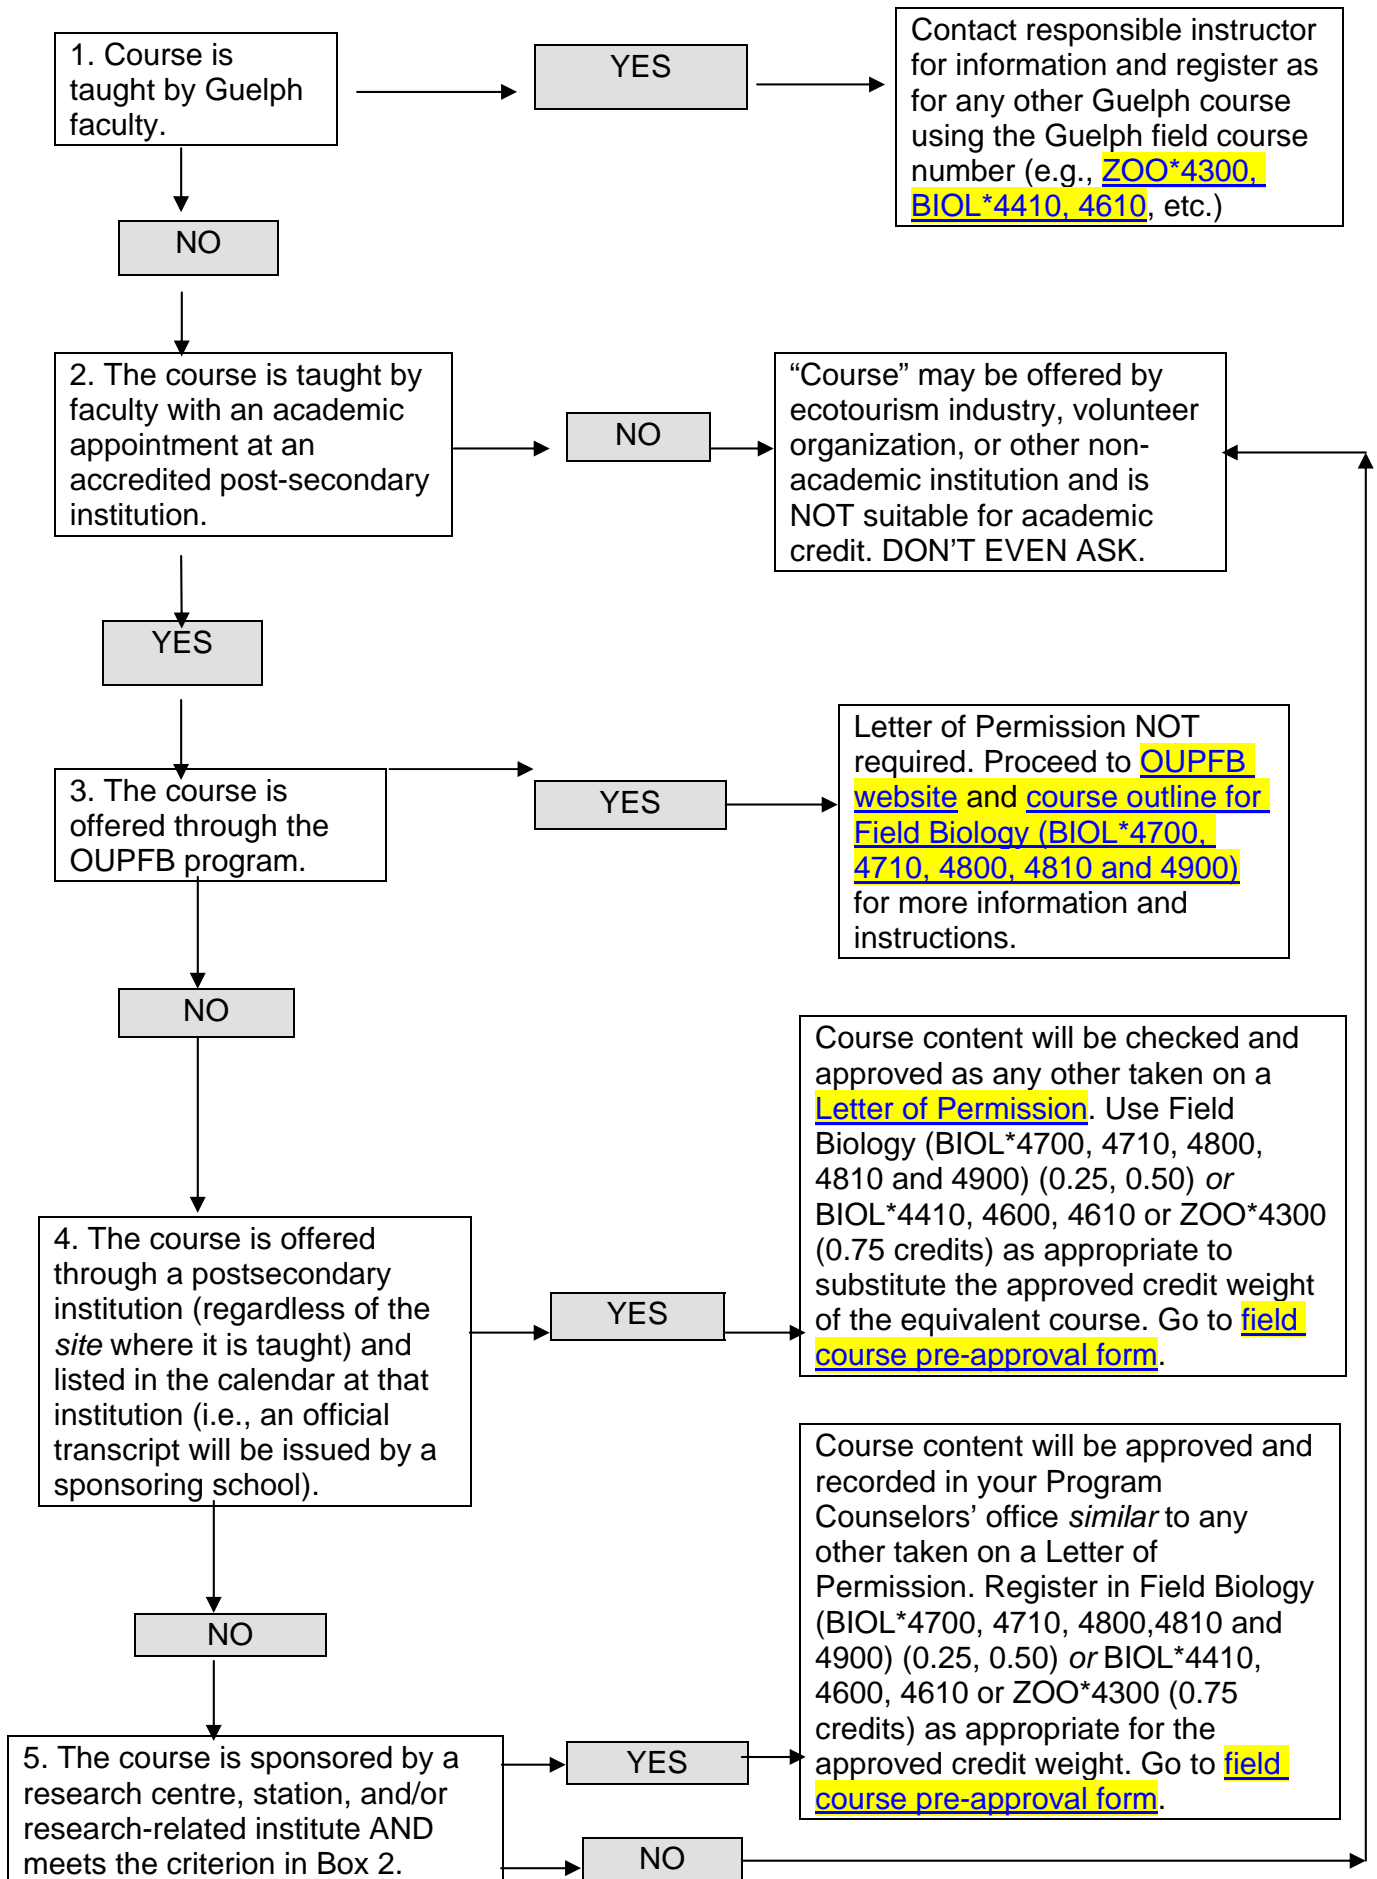 1. Course is
taught by Guelph
faculty.
YES
Contact responsible instructor
for information and register as
for any other Guelph course
using the Guelph field course
number (e.g., ZOO*4300,
BIOL*4410, 4610, etc.)
NO
2. The course is taught by
faculty with an academic
appointment at an
accredited post-secondary
institution.
NO
“Course” may be offered by
ecotourism industry, volunteer
organization, or other non-
academic institution and is
NOT suitable for academic
credit. DON’T EVEN ASK.
YES
3. The course is
offered through the
OUPFB program.
YES
Letter of Permission NOT
required. Proceed to OUPFB
website and course outline for
Field Biology (BIOL*4700,
4710, 4800, 4810 and 4900)
for more information and
instructions.
NO
4. The course is offered
through a postsecondary
institution (regardless of the
site where it is taught) and
listed in the calendar at that
institution (i.e., an official
transcript will be issued by a
sponsoring school).
YES
Course content will be checked and
approved as any other taken on a
Letter of Permission. Use Field
Biology (BIOL*4700, 4710, 4800,
4810 and 4900) (0.25, 0.50) or
BIOL*4410, 4600, 4610 or ZOO*4300
(0.75 credits) as appropriate to
substitute the approved credit weight
of the equivalent course. Go to field
course pre-approval form.
NO
5. The course is sponsored by a
research centre, station, and/or
research-related institute AND
meets the criterion in Box 2.
YES
Course content will be approved and
recorded in your Program
Counselors’ office similar to any
other taken on a Letter of
Permission. Register in Field Biology
(BIOL*4700, 4710, 4800,4810 and
4900) (0.25, 0.50) or BIOL*4410,
4600, 4610 or ZOO*4300 (0.75
credits) as appropriate for the
approved credit weight. Go to field
course pre-approval form.
NO